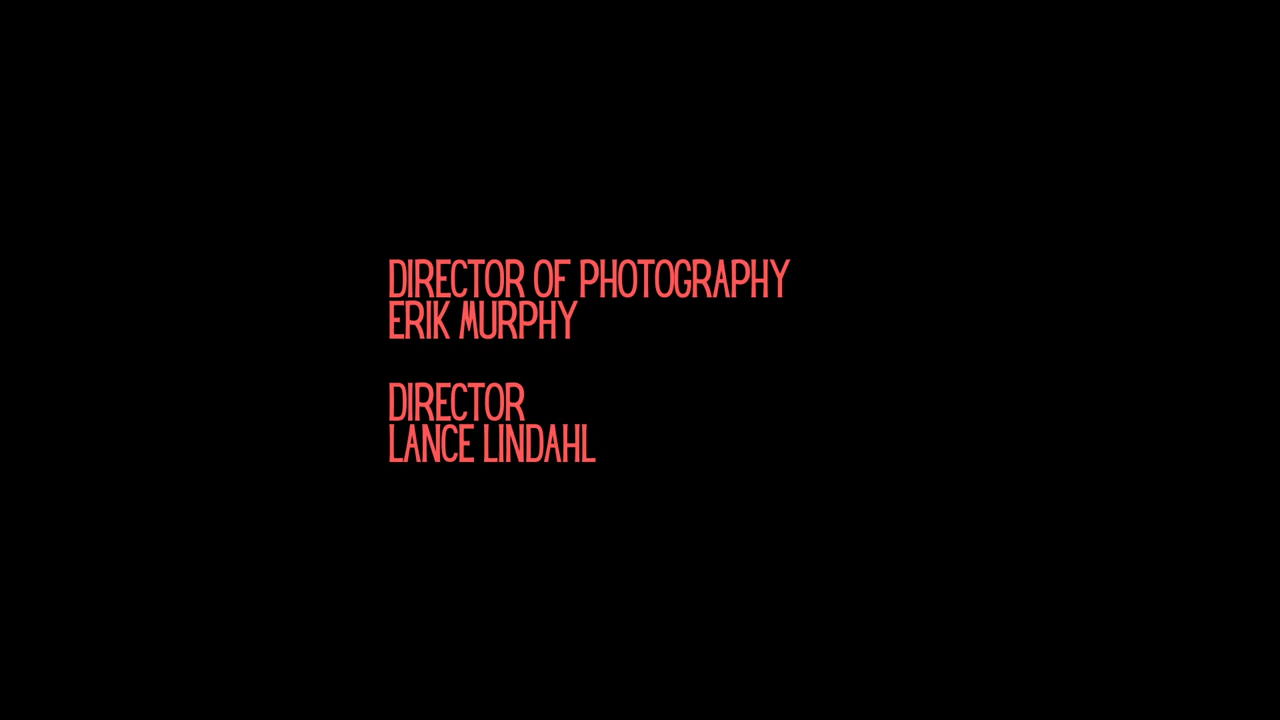 DIRECTOR OF PHOTOGRAPHY
ERIK MURPHY
DIRECTOR
LANCE LINDAHL